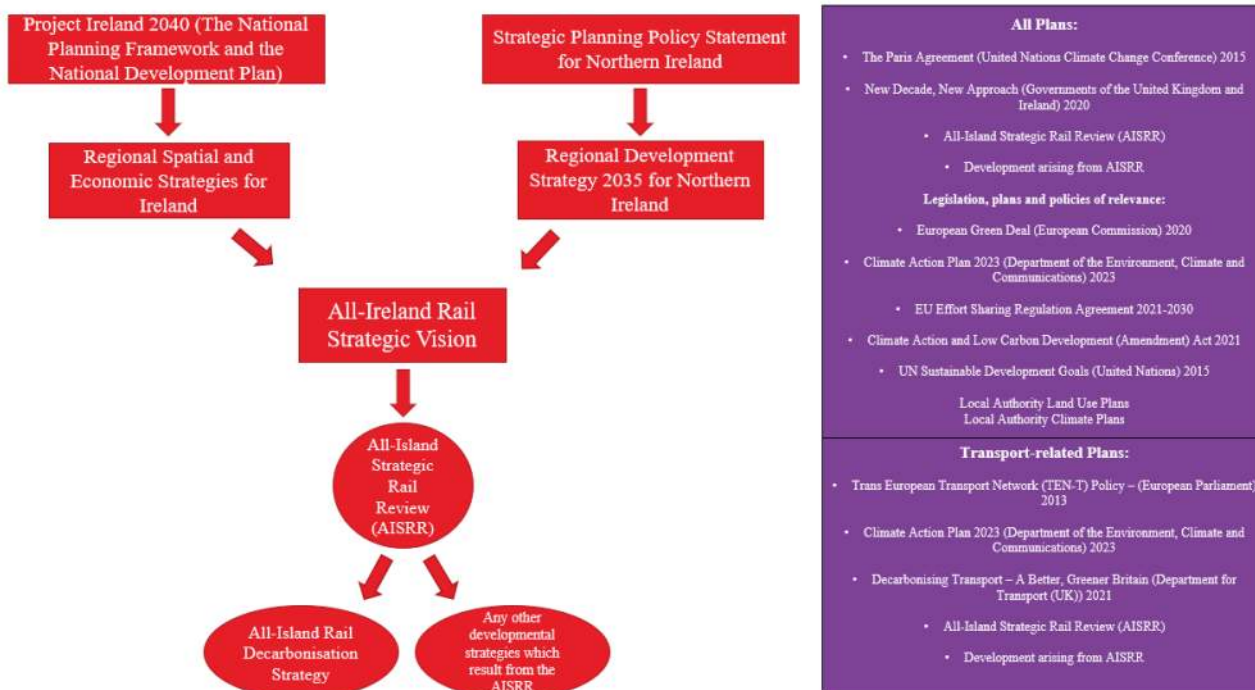 Project Ireland 2040 (The National
Planning Framework and the
National Development Plan)
Strategic Planning Policy Statement
for Northern Ireland
Regional Spatial and
Economic Strategies for
Ireland
Regional Development
Strategy 2035 for Northern
Ireland
All-Ireland Rail
Strategic Vision
All-Island
Strategic
Rail
Review
(AISRR)
All-Island Rail
Decarbonisation
Strategy
Any other
developmental
strategies which
result from the
AISRR
All Plans:
• The Paris Agreement (United Nations Climate Change Conference) 2015
• New Decade, New Approach (Governments of the United Kingdom and
Ireland) 2020
• All-Island Strategic Rail Review (AISRR)
• Development arising from AISRR
Legislation, plans and policies of relevance:
• European Green Deal (European Commission) 2020
• Climate Action Plan 2023 (Department of the Environment, Climate and
Communications) 2023
• EU Effort Sharing Regulation Agreement 2021-2030
• Climate Action and Low Carbon Development (Amendment) Act 2021
• UN Sustainable Development Goals (United Nations) 2015
Local Authority Land Use Plans
Local Authority Climate Plans
Transport-related Plans:
• Trans European Transport Network (TEN-T) Policy – (European Parliament)
2013
• Climate Action Plan 2023 (Department of the Environment, Climate and
Communications) 2023
• Decarbonising Transport – A Better, Greener Britain (Department for
Transport (UK)) 2021
• All-Island Strategic Rail Review (AISRR)
• Development arising from AISRR